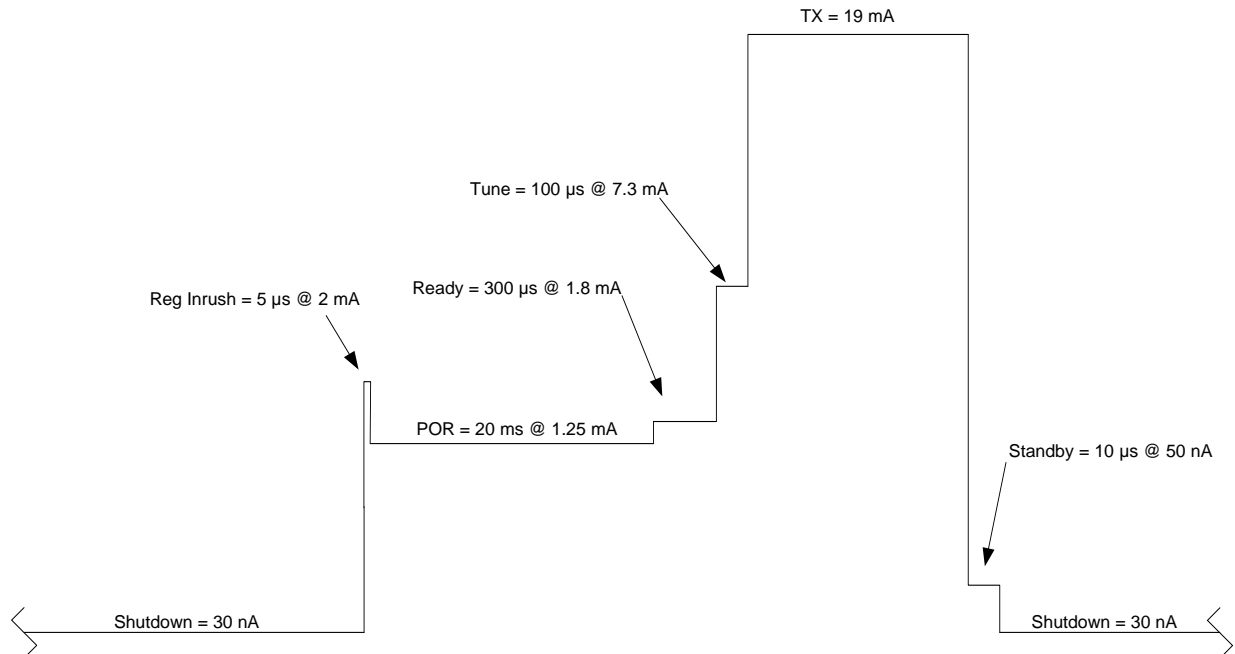 TX = 19 mA
Tune = 100 µs @ 7.3 mA
Ready = 300 µs @ 1.8 mA
Reg Inrush = 5 µs @ 2 mA
POR = 20 ms @ 1.25 mA
Standby = 10 µs @ 50 nA
Shutdown = 30 nA
Shutdown = 30 nA